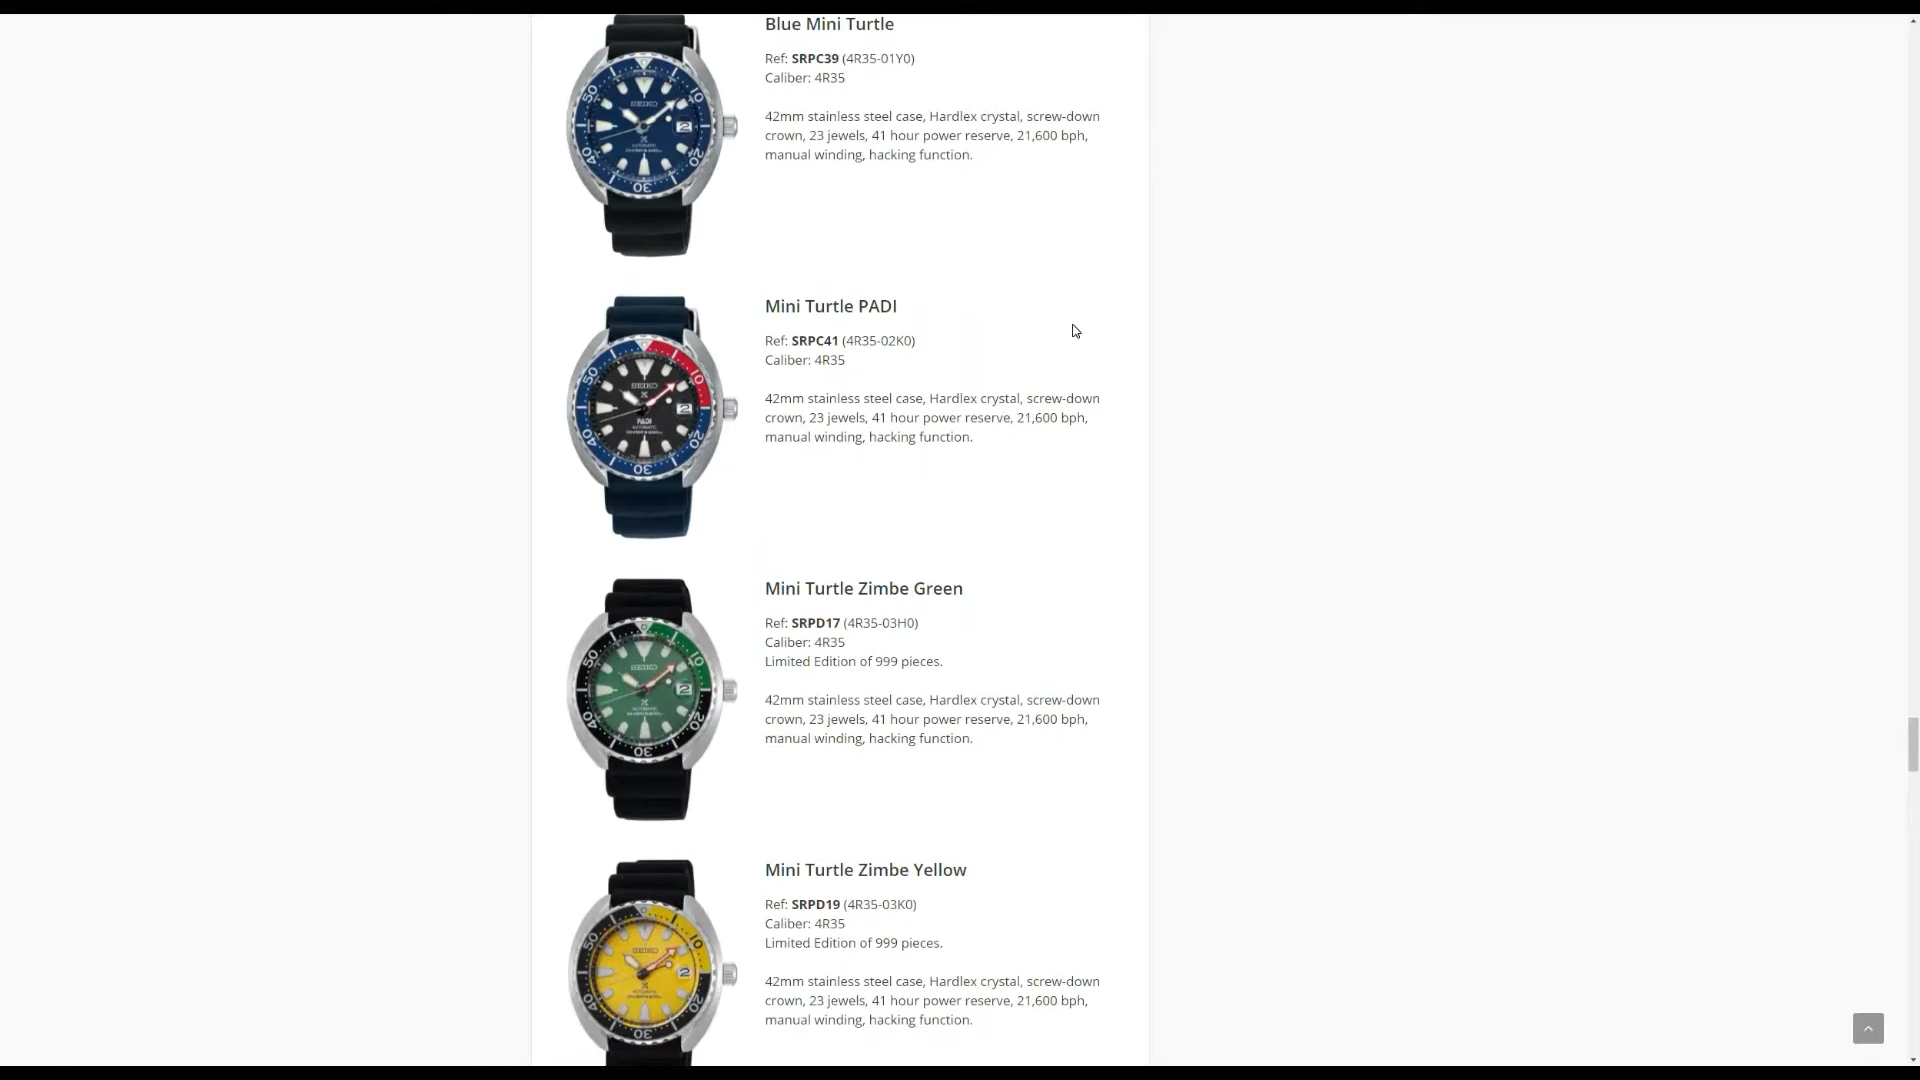 Blue Mini Turtle
Ref: SRPC39 (4R35-01Y0)
Caliber: 4R35
42mm stainless steel case, Hardlex crystal, screw-down
crown, 23 jewels, 41 hour power reserve, 21,600 bph,
manual winding, hacking function.
SEIKO
Mini Turtle PADI
Ref: SRPC41 (4R35-02K0)
Caliber: 4R35
42mm stainless steel case, Hardlex crystal, screw-down
crown, 23 jewels, 41 hour power reserve, 21,600 bph,
manual winding, hacking function.
SEIKO
PADI
Mini Turtle Zimbe Green
Ref: SRPD17 (4R35-03H0)
Caliber: 4R35
Limited Edition of 999 pieces.
42mm stainless steel case, Hardlex crystal, screw-down
crown, 23 jewels, 41 hour power reserve, 21,600 bph,
manual winding, hacking function.
SEIKO
Mini Turtle Zimbe Yellow
Ref: SRPD19 (4R35-03K0)
Caliber: 4R35
Limited Edition of 999 pieces.
42mm stainless steel case, Hardlex crystal, screw-down
crown, 23 jewels, 41 hour power reserve, 21,600 bph,
manual winding, hacking function.
SEIKO